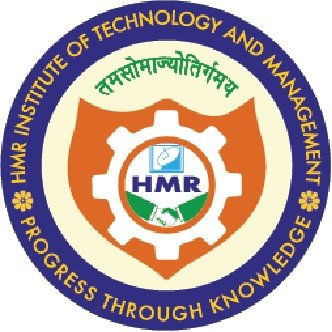 HMR INSTITUTE OF TECHNOLOGY AND MANAGEMENT
तमसोमाज्योतिर्गमय
HMR
PROGRESS THROUGH KNOWLEDGE